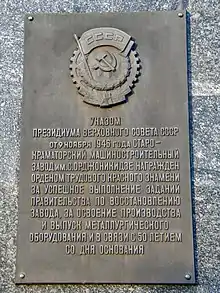 СССР
УКАЗОМ
ПРЕЗИДИУМА ВЕРХОВНОГО СОВЕТА СССР
ОТ 9 НОЯБРЯ 1946 ГОДА СТАРО-
КРАМАТОРСКИЙ МАШИНОСТРОИТЕЛЬНЫЙ
ЗАВОД ИМ. ОРДЖОНИКИДЗЕ НАГРАЖДЕН
ОРДЕНОМ ТРУДОВОГО КРАСНОГО ЗНАМЕНИ
ЗА УСПЕШНОЕ ВЫПОЛНЕНИЕ ЗАДАНИЙ
ПРАВИТЕЛЬСТВА ПО ВОССТАНОВЛЕНИЮ
ЗАВОДА, ЗА ОСВОЕНИЕ ПРОИЗВОДСТВА
И ВЫПУСК МЕТАЛЛУРГИЧЕСКОГО
ОБОРУДОВАНИЯ И В СВЯЗИ С 50 ЛЕТИЕМ
СО ДНЯ ОСНОВАНИЯ